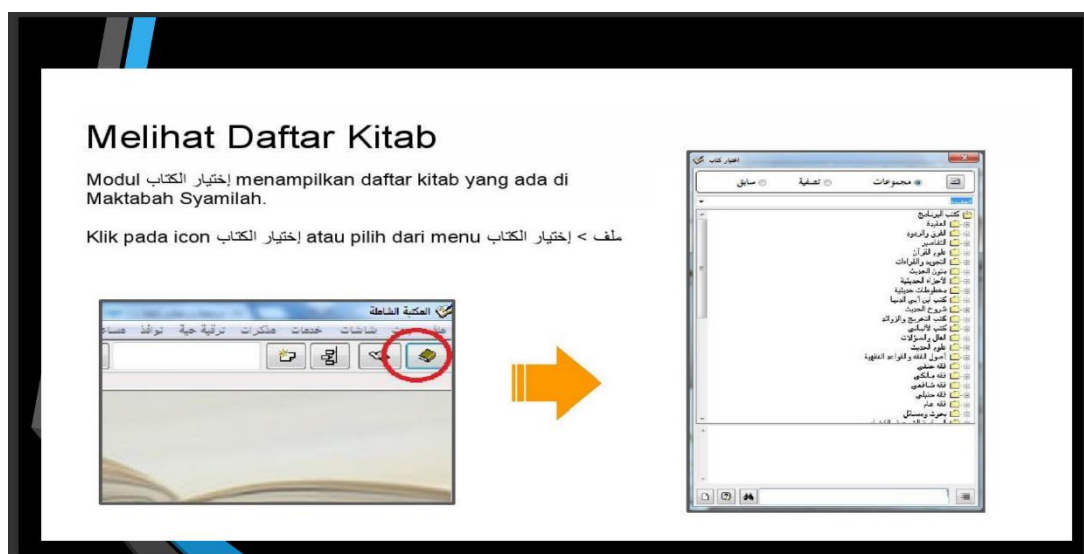 Melihat Daftar Kitab
Modul إختيار الكتاب menampilkan daftar kitab yang ada di
Maktabah Syamilah.
Klik pada icon إختيار الكتاب atau pilih dari menu ملف > إختيار الكتاب
المكتبة الشاملة
ملف بحث شاشات خدمات مذكرات ترقية حية نوافذ
اختيار كتاب
مجموعات تصفية سابق
كتب البرنامج
العقيدة
الفرق والردود
التفاسير
علوم القرآن
التجويد والقراءات
متون الحديث
الأجزاء الحديثية
مخطوطات حديثية
كتب ابن أبي الدنيا
شروح الحديث
كتب التخريج والزوائد
كتب الألباني
العلل والسؤالات
علوم الحديث
أصول الفقه والقواعد الفقهية
فقه حنفي
فقه مالكي
فقه شافعي
فقه حنبلي
فقه عام
بحوث ومسائل